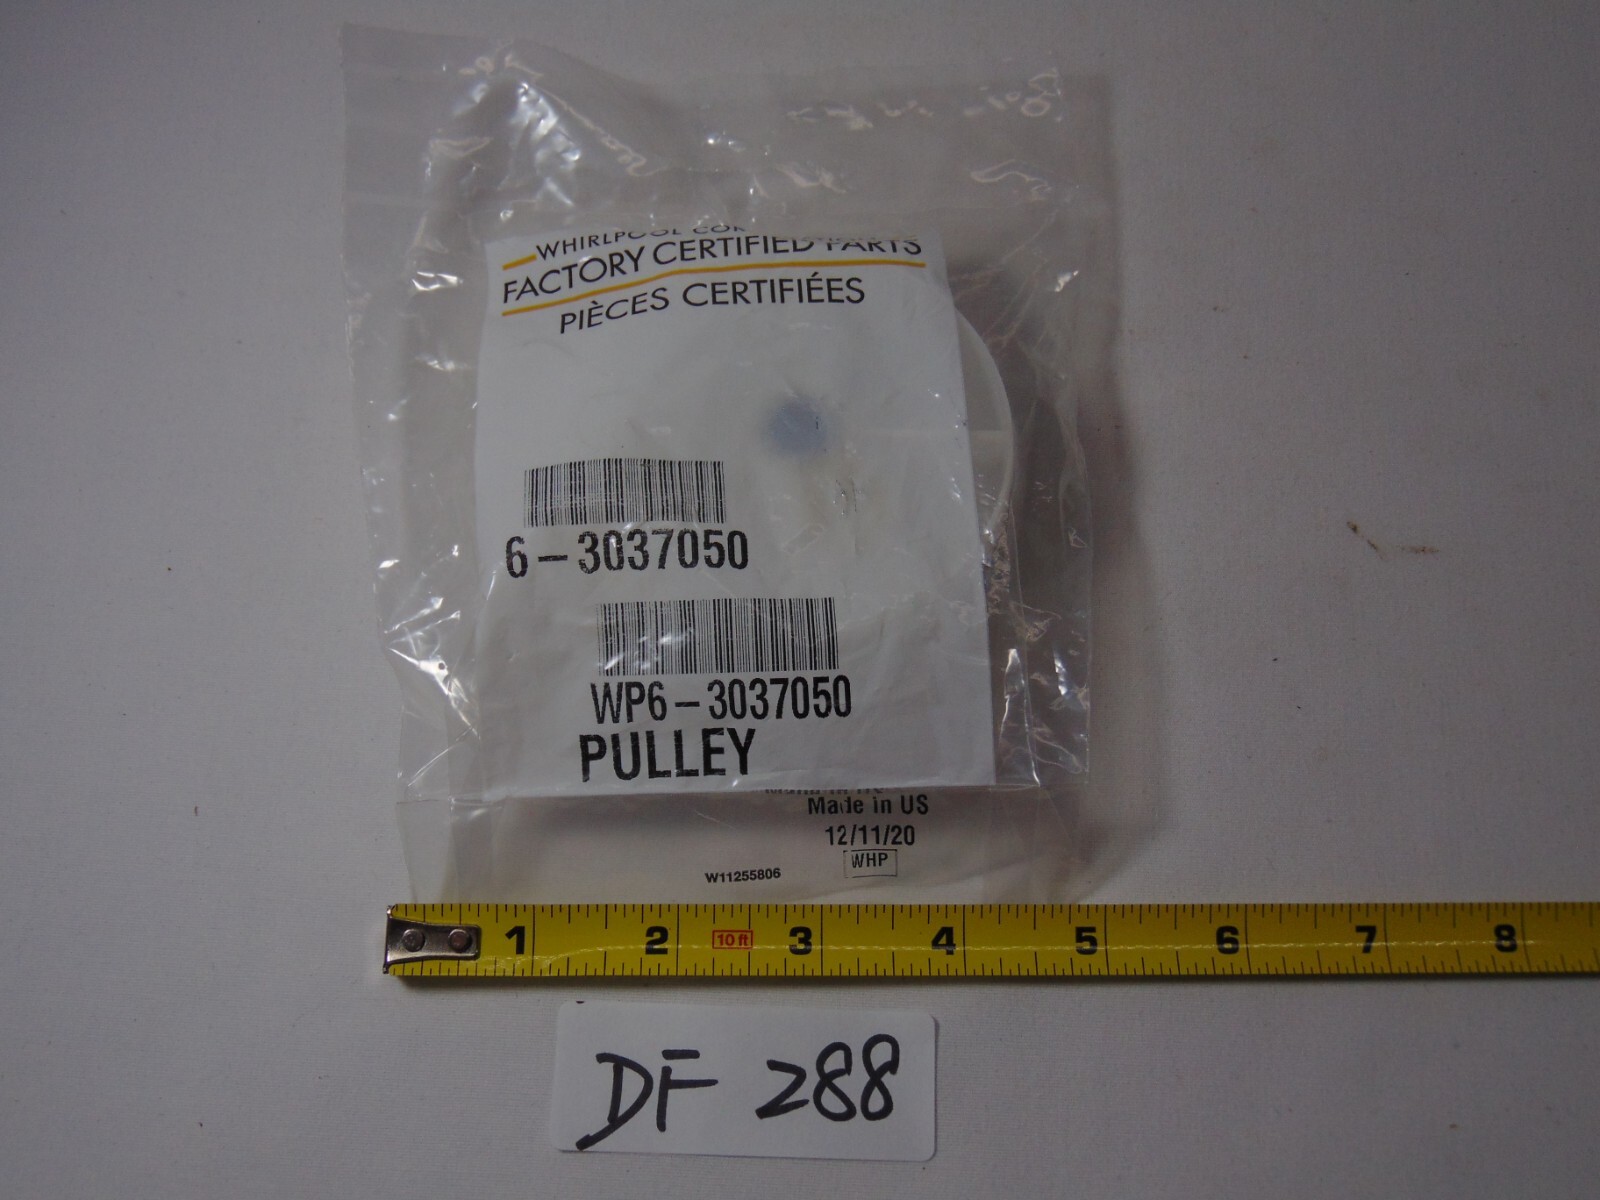 WHIRLPOOL
FACTORY CERTIFIED PARTS
PIÈCES CERTIFIÉES
6-3037050
WP6-3037050
PULLEY
Made in US
12/11/20
WHP
W11255806
1 2 10 ft 3 4 5 6 7 8
DF 288